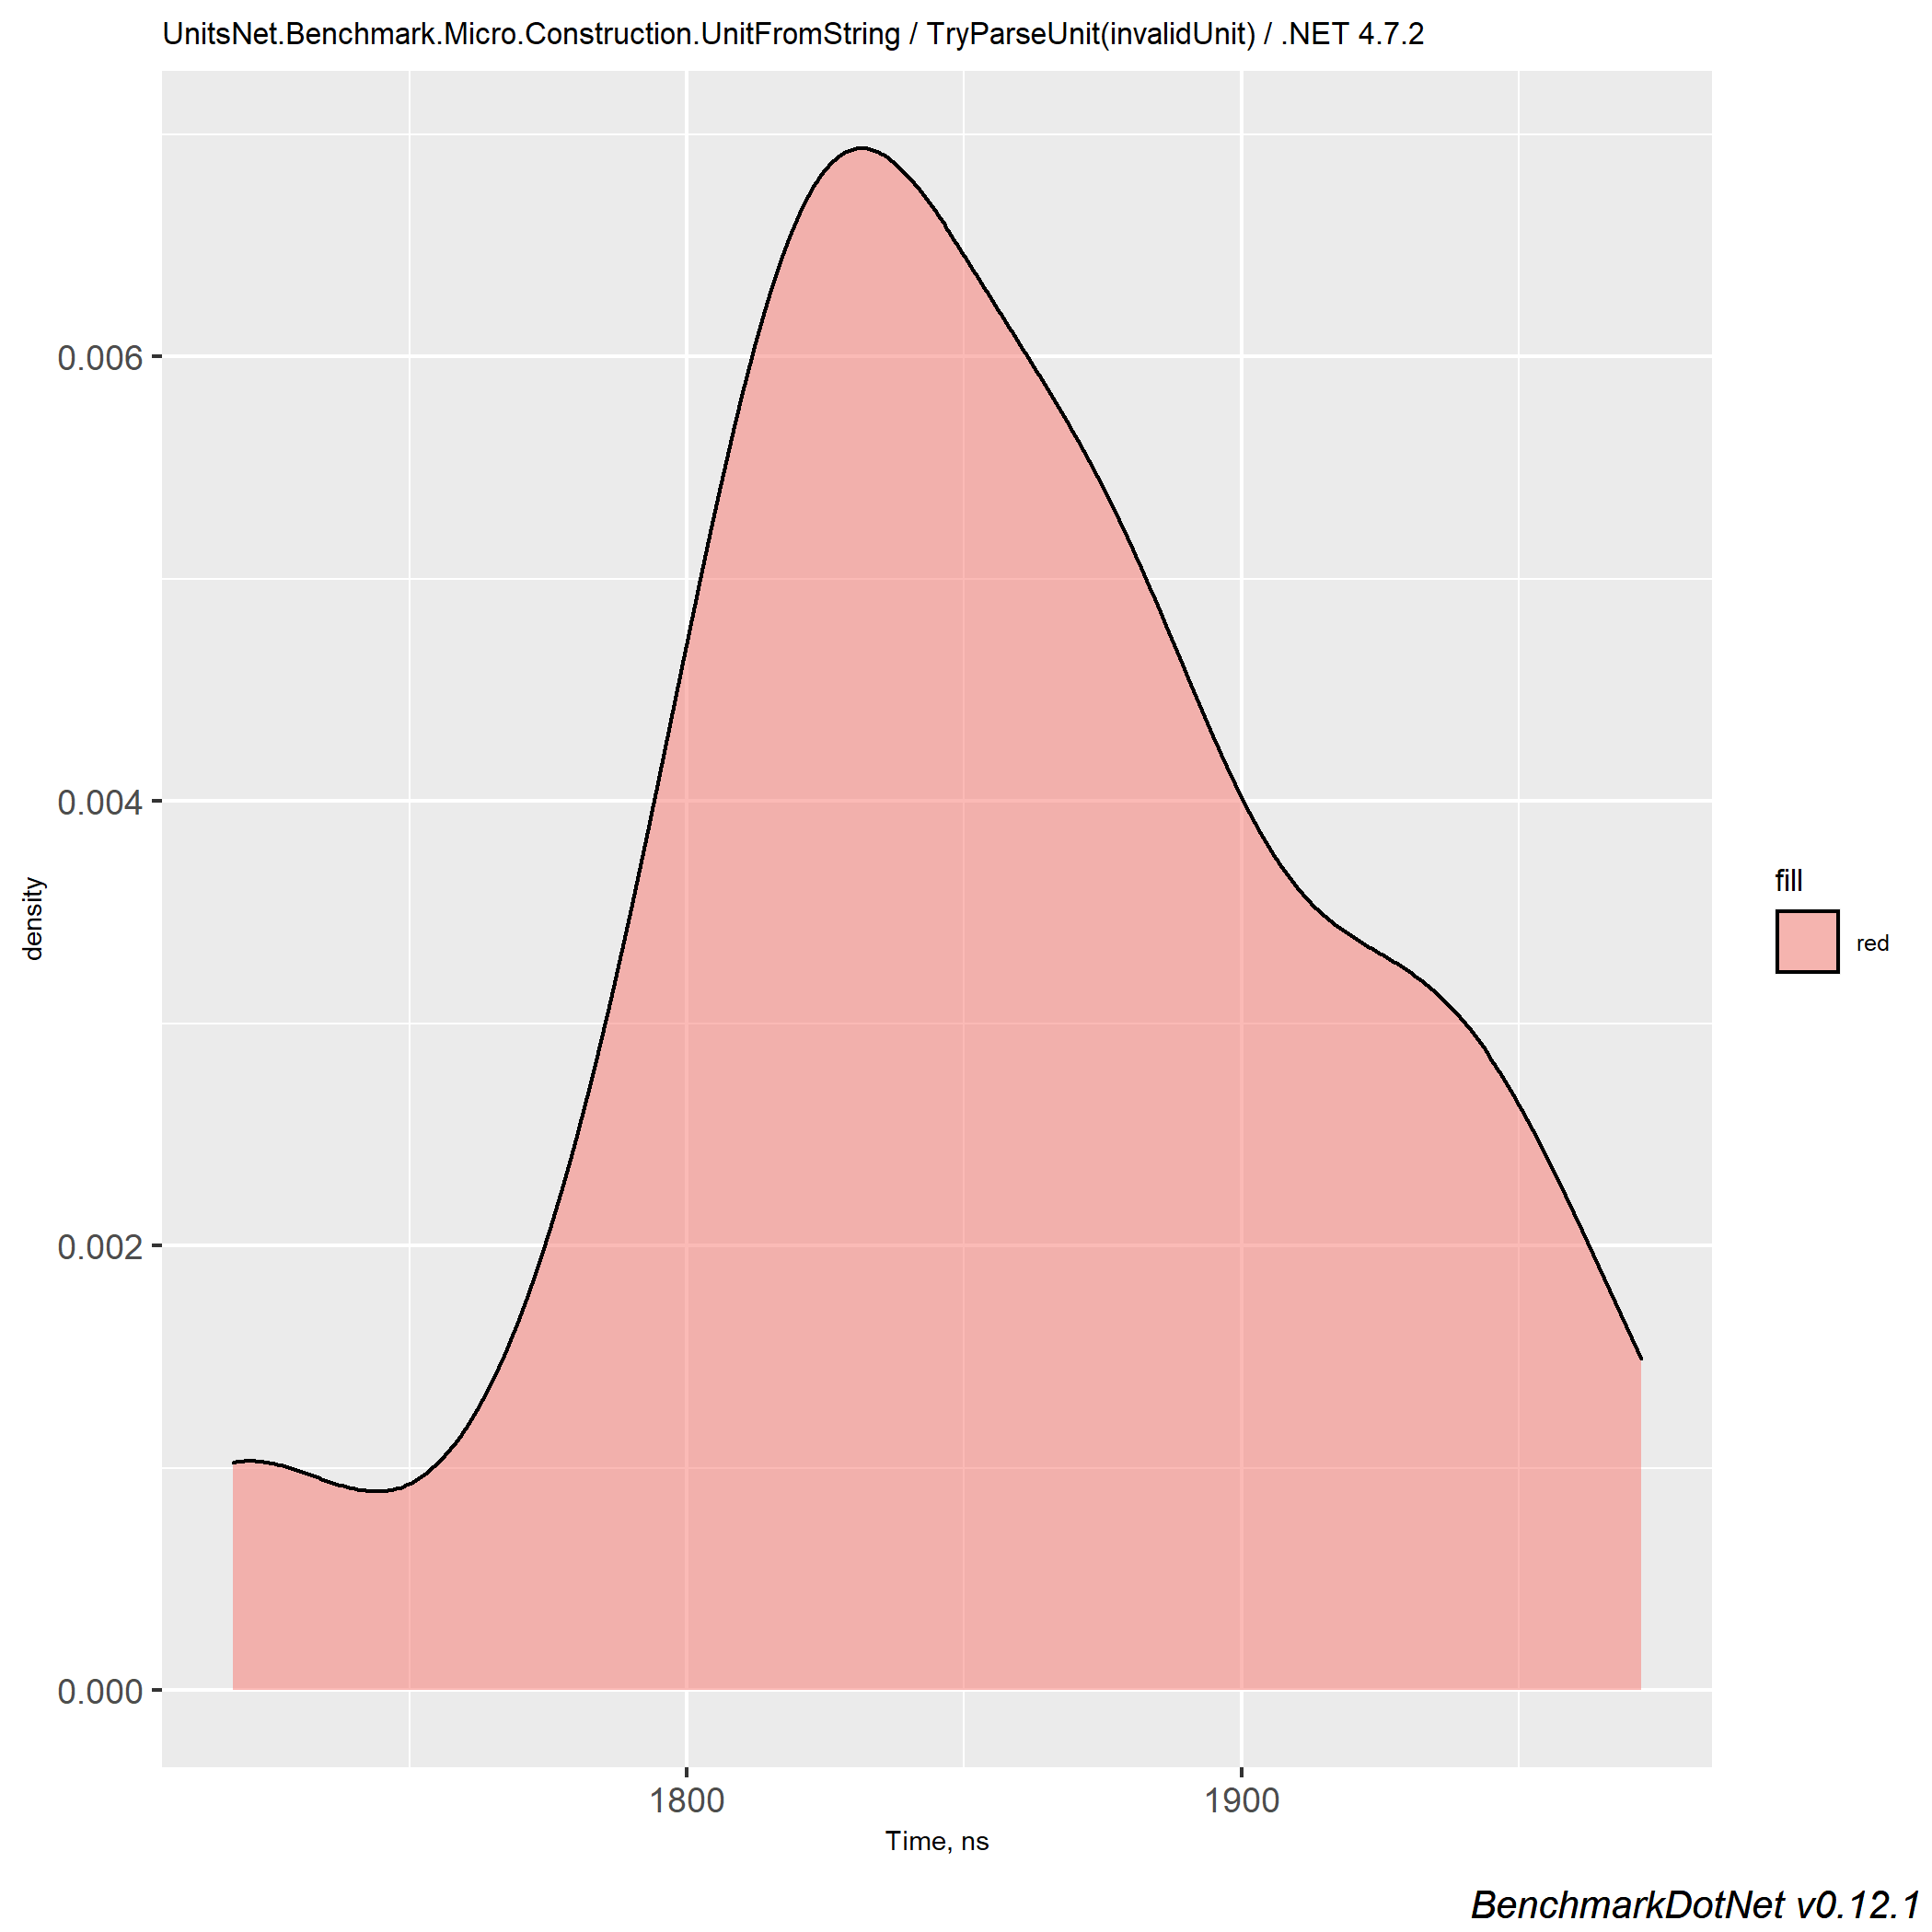 UnitsNet.Benchmark.Micro.Construction.UnitFromString / TryParseUnit(invalidUnit) / .NET 4.7.2
0.006
0.004
0.002
0.000
density
1800
1900
Time, ns
fill
red
BenchmarkDotNet v0.12.1